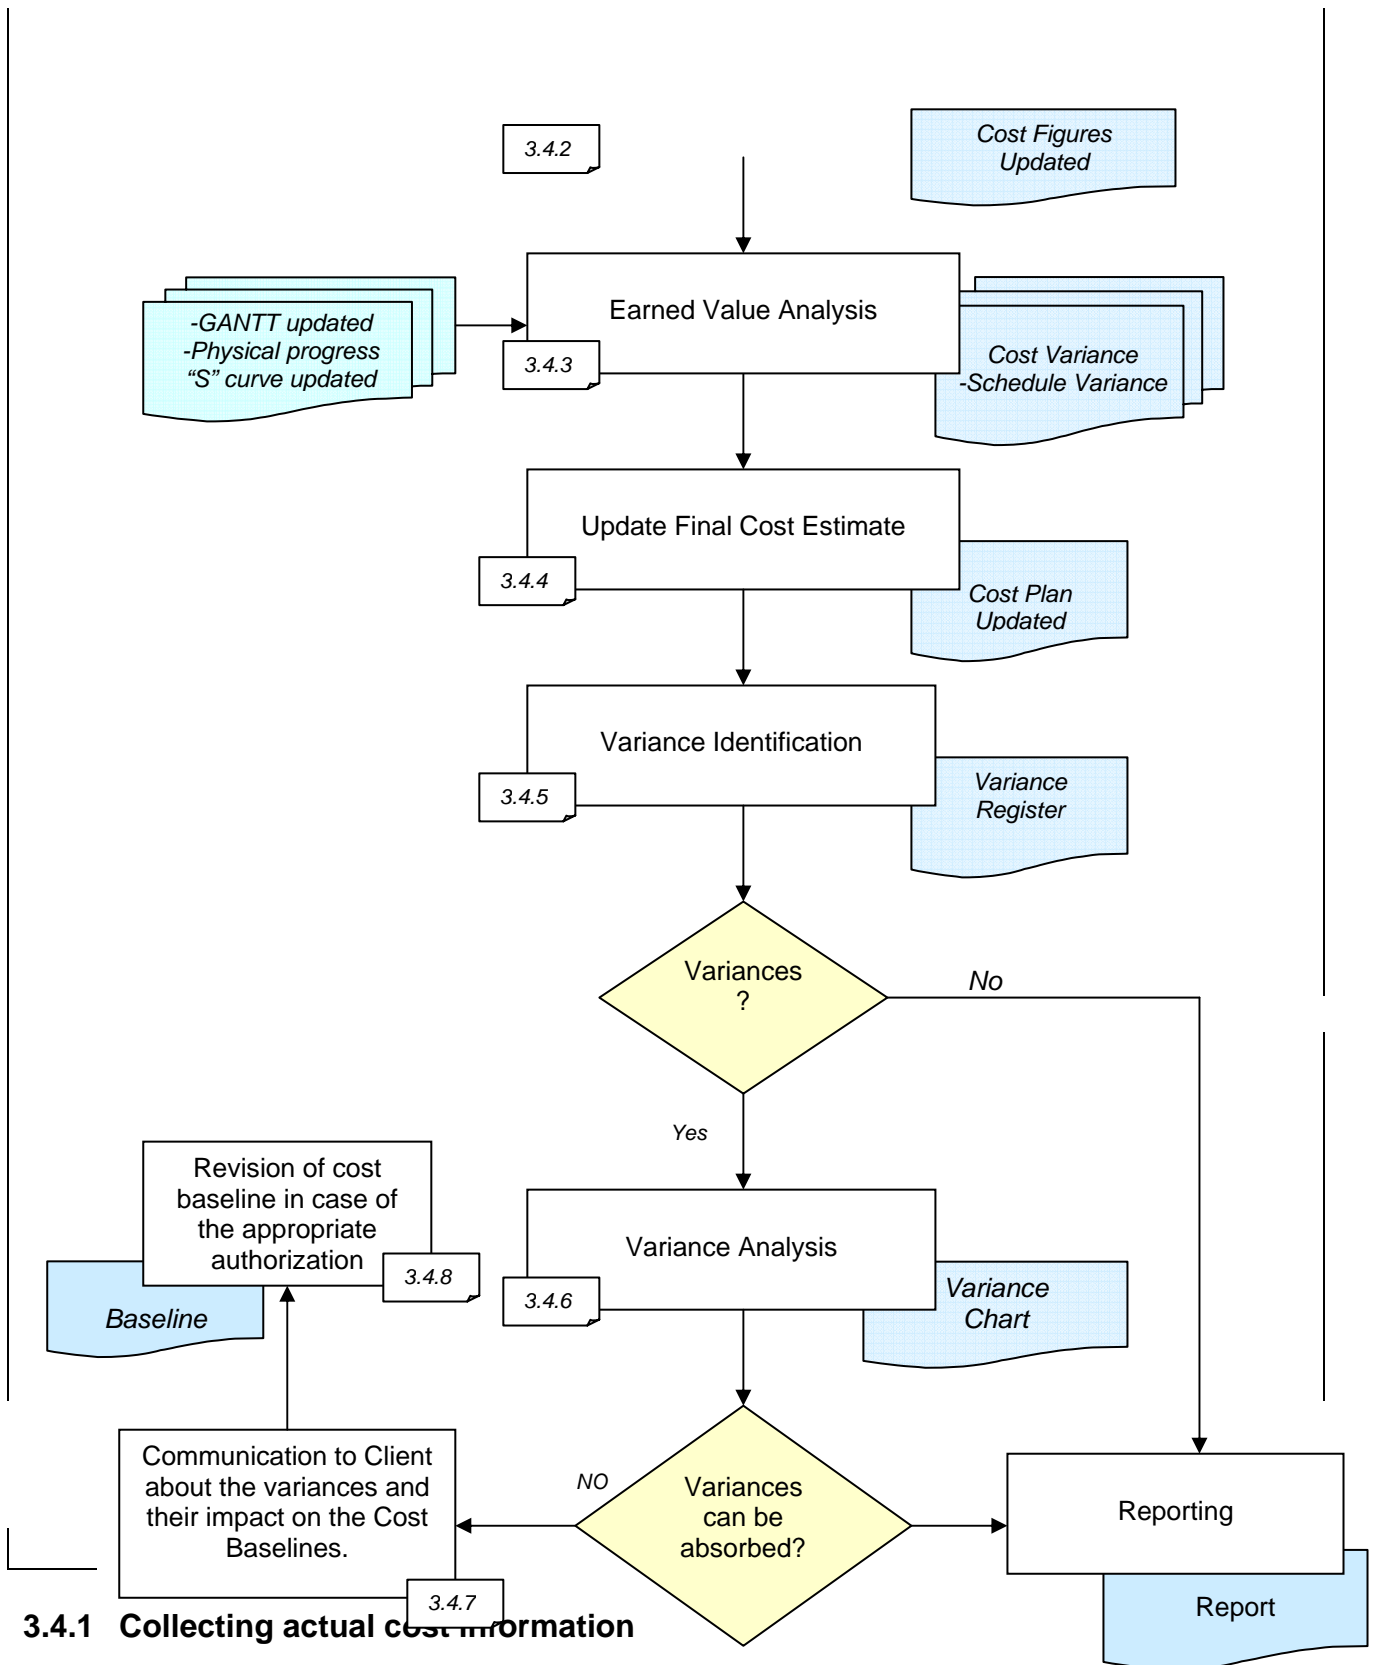 3.4.2
Cost Figures
Updated
Earned Value Analysis
-GANTT updated
-Physical progress
“S” curve updated
3.4.3
Cost Variance
-Schedule Variance
Update Final Cost Estimate
3.4.4
Cost Plan
Updated
Variance Identification
3.4.5
Variance
Register
Variances
?
No
Yes
Revision of cost
baseline in case of
the appropriate
authorization
3.4.8
Baseline
Variance Analysis
3.4.6
Variance
Chart
Communication to Client
about the variances and
their impact on the Cost
Baselines.
3.4.7
NO
Variances
can be
absorbed?
Reporting
Report
3.4.1 Collecting actual cost information